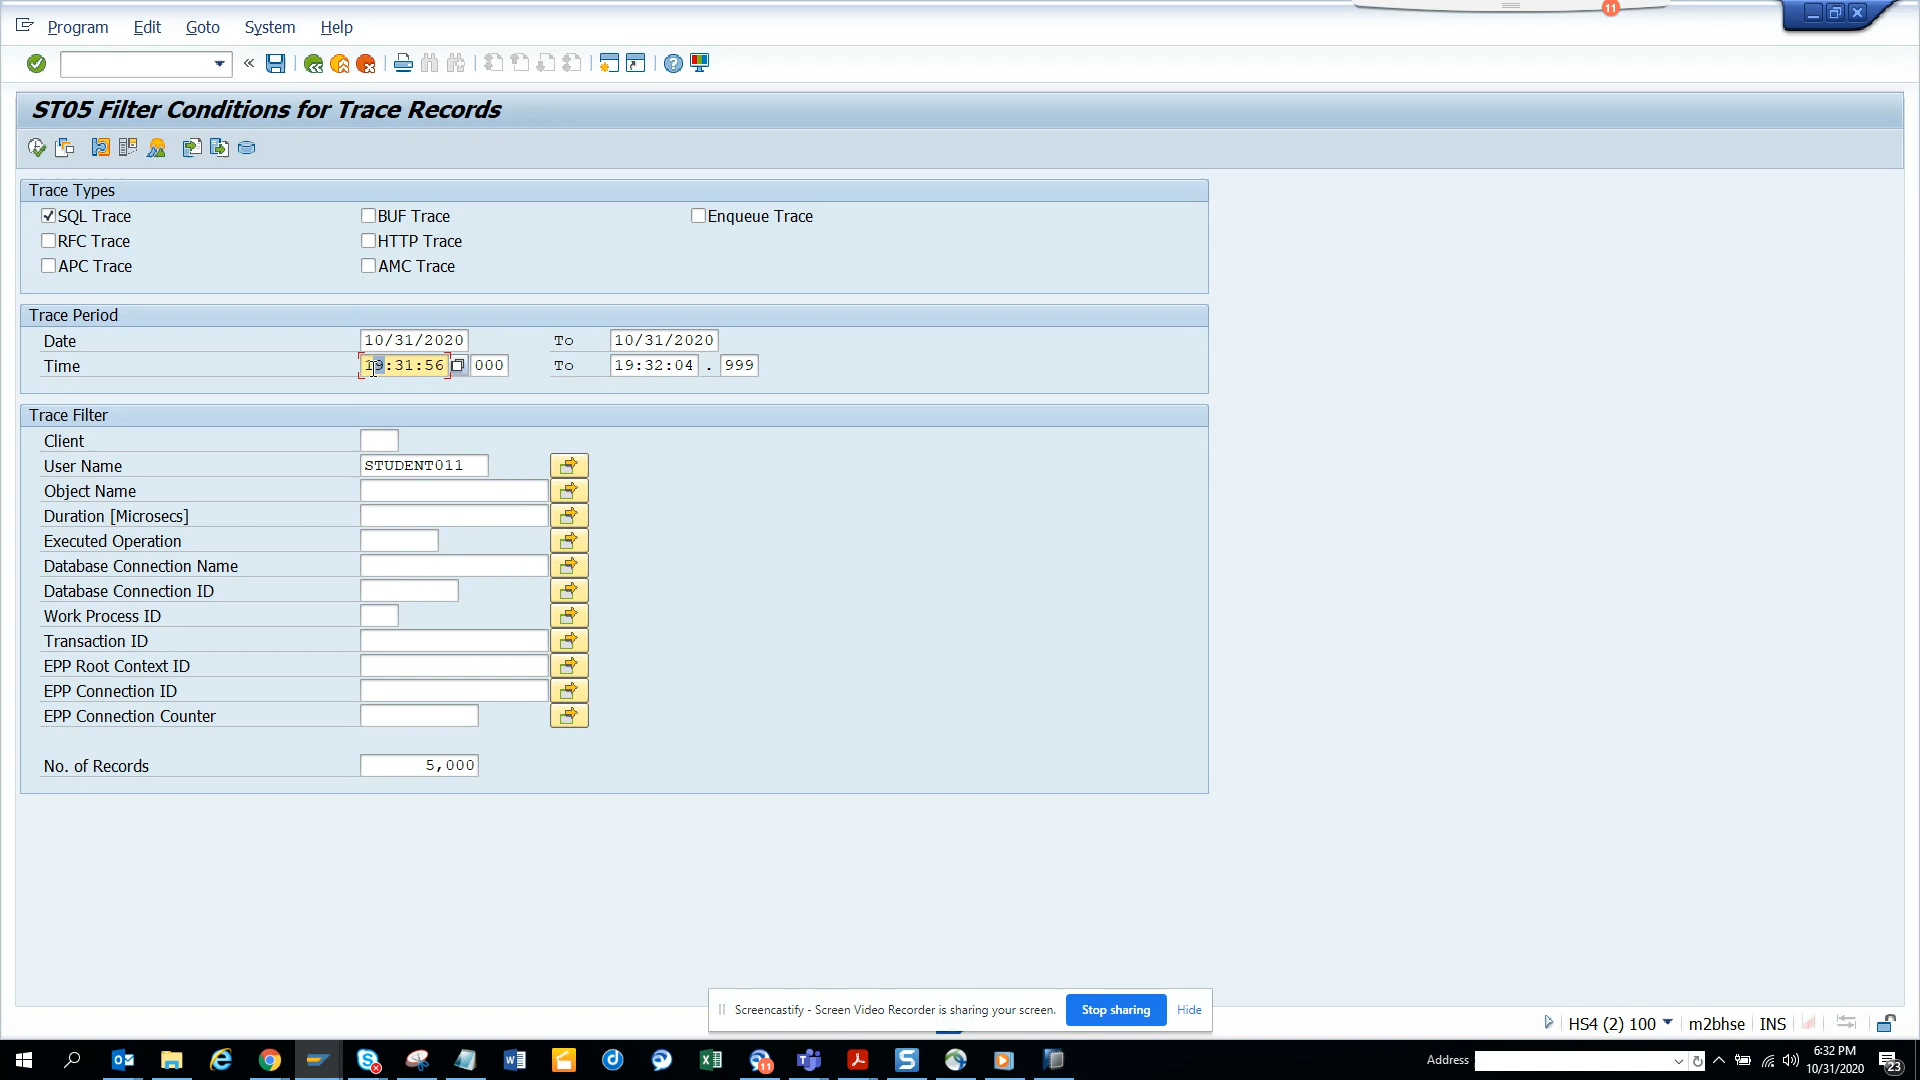 Program Edit Goto System Help
11
ST05 Filter Conditions for Trace Records
Trace Types
SQL Trace BUF Trace Enqueue Trace
RFC Trace HTTP Trace
APC Trace AMC Trace
Trace Period
Date 10/31/2020 To 10/31/2020
Time 19:31:56 000 To 19:32:04 . 999
Trace Filter
Client
User Name STUDENT011
Object Name
Duration [Microsecs]
Executed Operation
Database Connection Name
Database Connection ID
Work Process ID
Transaction ID
EPP Root Context ID
EPP Connection ID
EPP Connection Counter
No. of Records 5,000
Screencastify - Screen Video Recorder is sharing your screen. Stop sharing Hide
HS4 (2) 100 m2bhse INS
11
Address
6:32 PM
10/31/2020
23